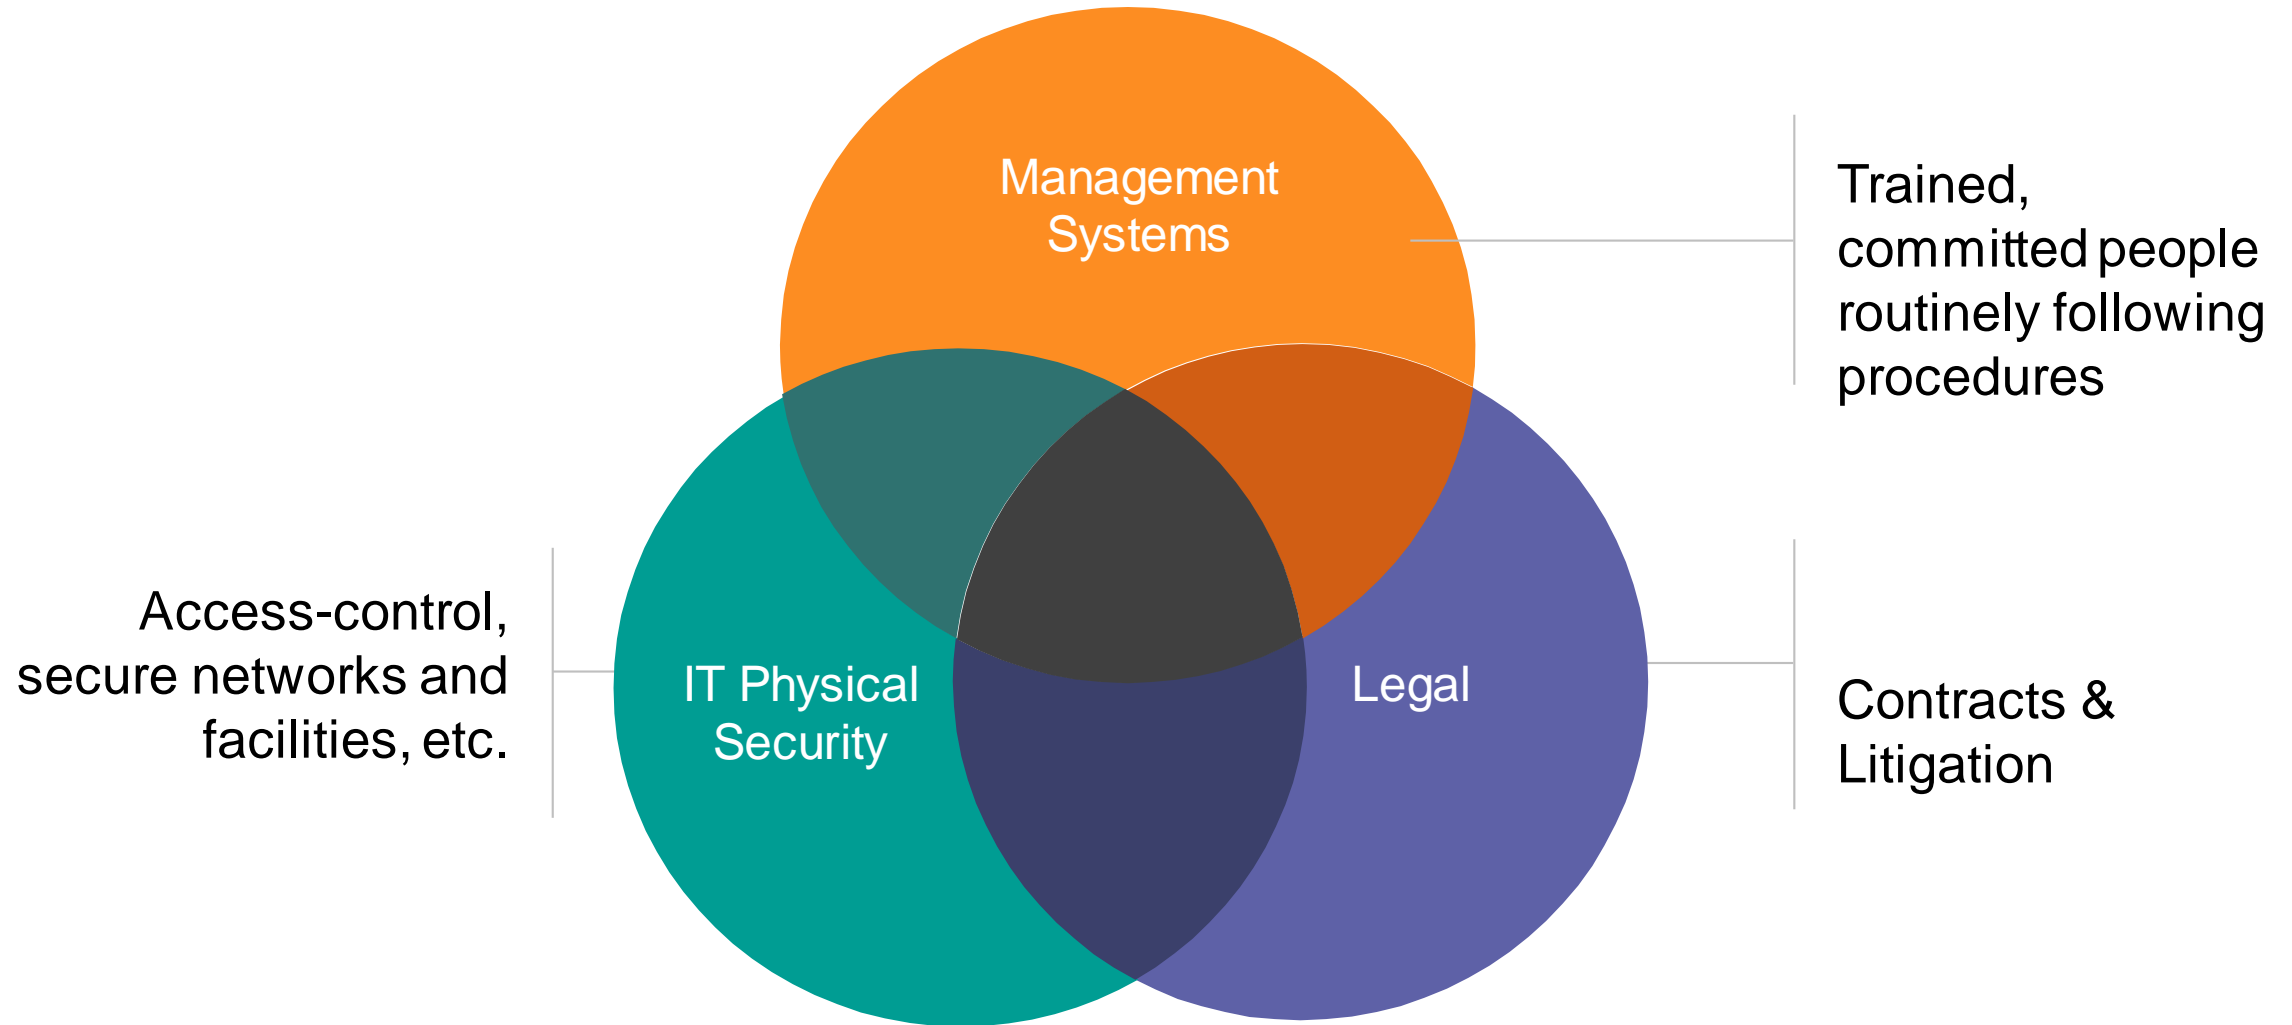 Management
Systems
Trained,
committed people
routinely following
procedures
Access-control,
secure networks and
facilities, etc.
IT Physical
Security
Legal
Contracts &
Litigation